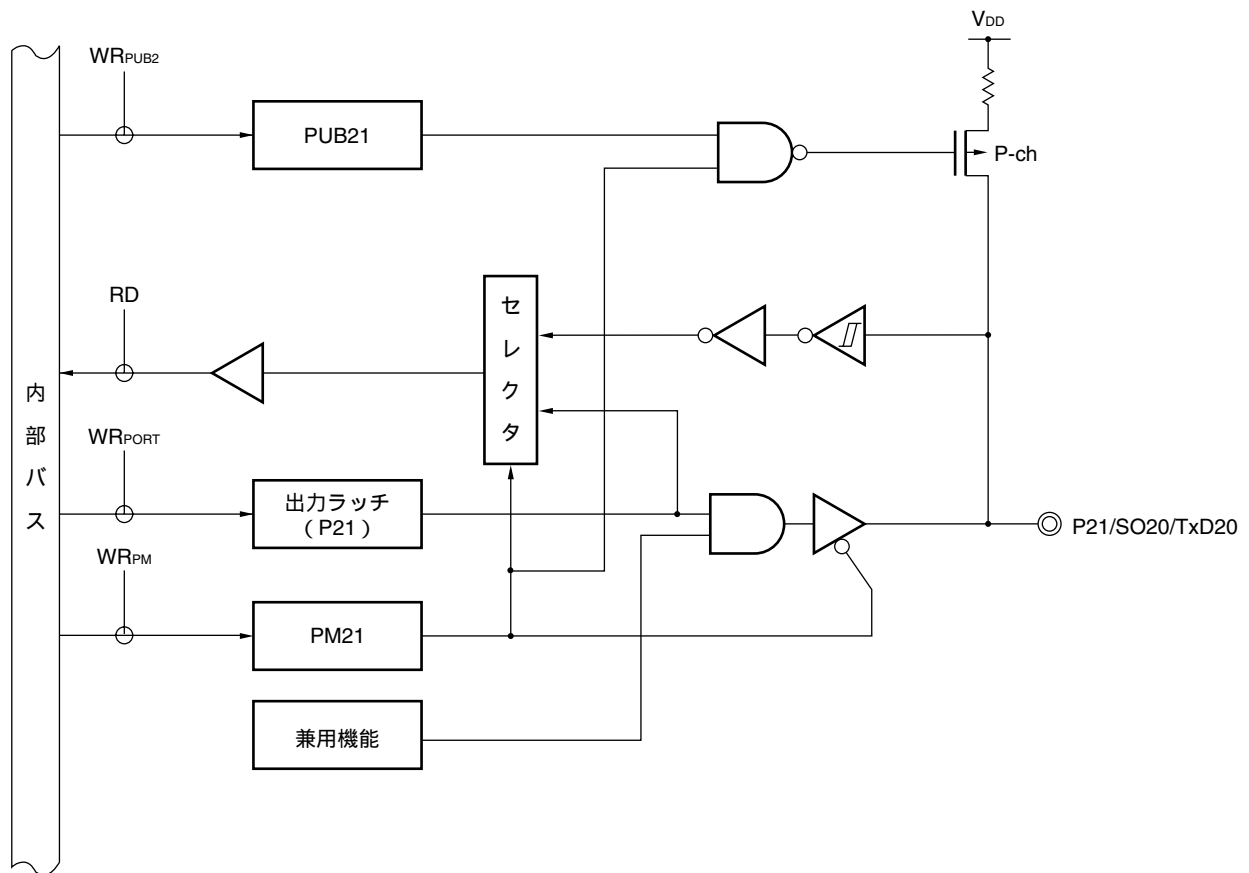 VDD
WRPUB2
PUB21
P-ch
RD
セレクタ
内部バス
WRPORT
出力ラッチ
(P21)
P21/SO20/TxD20
WRPM
PM21
兼用機能